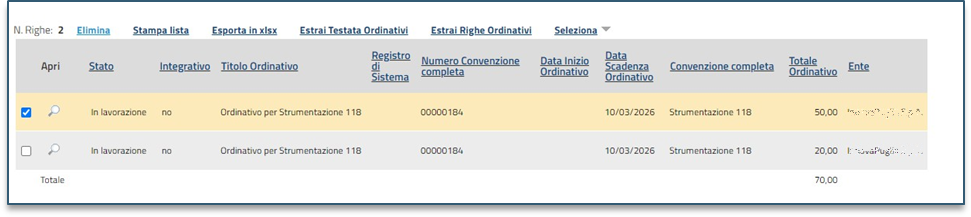 N. Righe: 2 Elimina Stampa lista Esporta in xlsx Estrai Testata Ordinativi Estrai Righe Ordinativi Seleziona
Apri Stato Integrativo Titolo Ordinativo Registro di Sistema Numero Convenzione completa Data Inizio Ordinativo Data Scadenza Ordinativo Convenzione completa Totale Ordinativo Ente
In lavorazione no Ordinativo per Strumentazione 118 00000184 10/03/2026 Strumentazione 118 50,00
In lavorazione no Ordinativo per Strumentazione 118 00000184 10/03/2026 Strumentazione 118 20,00
Totale 70,00